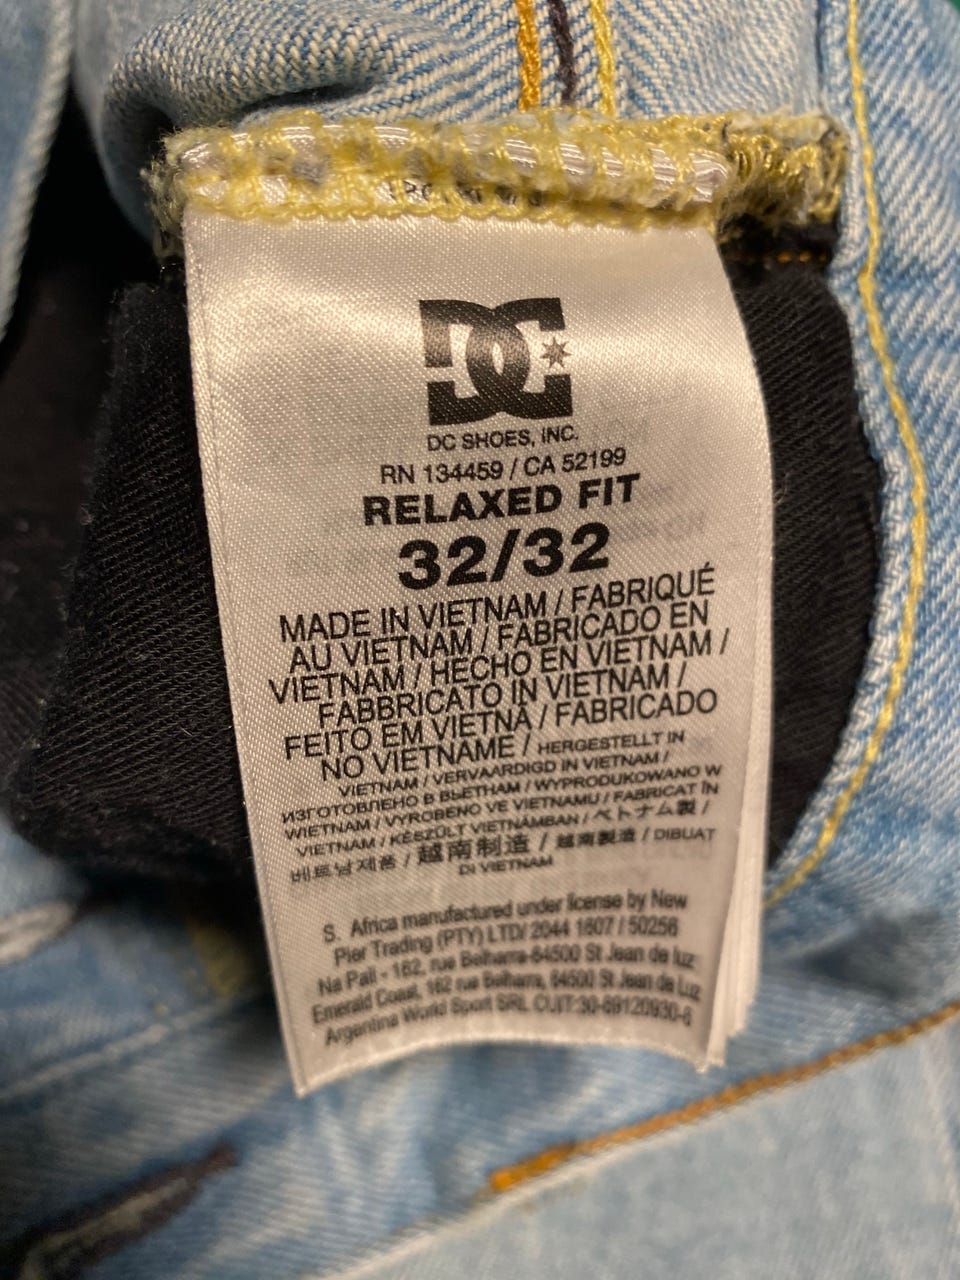 DC
DC SHOES, INC.
RN 134459 / CA 52199
RELAXED FIT
32/32
MADE IN VIETNAM / FABRIQUÉ
AU VIETNAM / FABRICADO EN
VIETNAM / HECHO EN VIETNAM /
FABBRICATO IN VIETNAM /
FEITO EM VIETNÃ / FABRICADO
NO VIETNAME / HERGESTELLT IN
VIETNAM / VERVAARDIGD IN VIETNAM /
ИЗГОТОВЛЕНО В ВЬЕТНАМ / WYPRODUKOWANO W
WIETNAM / VYROBENO VE VIETNAMU / FABRICAT ÎN
VIETNAM / KÉSZÜLT VIETNÁMBAN / ベトナム製 /
베트남제품 / 越南制造 / 越南製造 / DIBUAT
DI VIETNAM
S. Africa manufactured under license by New
Pier Trading (PTY) LTD/ 2044 1807 / 50258
Na Pali - 162, rue Belharra-64500 St Jean de luz
Emerald Coast, 162 rue Belharra, 64500 St Jean de Luz
Argentina World Sport SRL CUIT:30-69120930-6